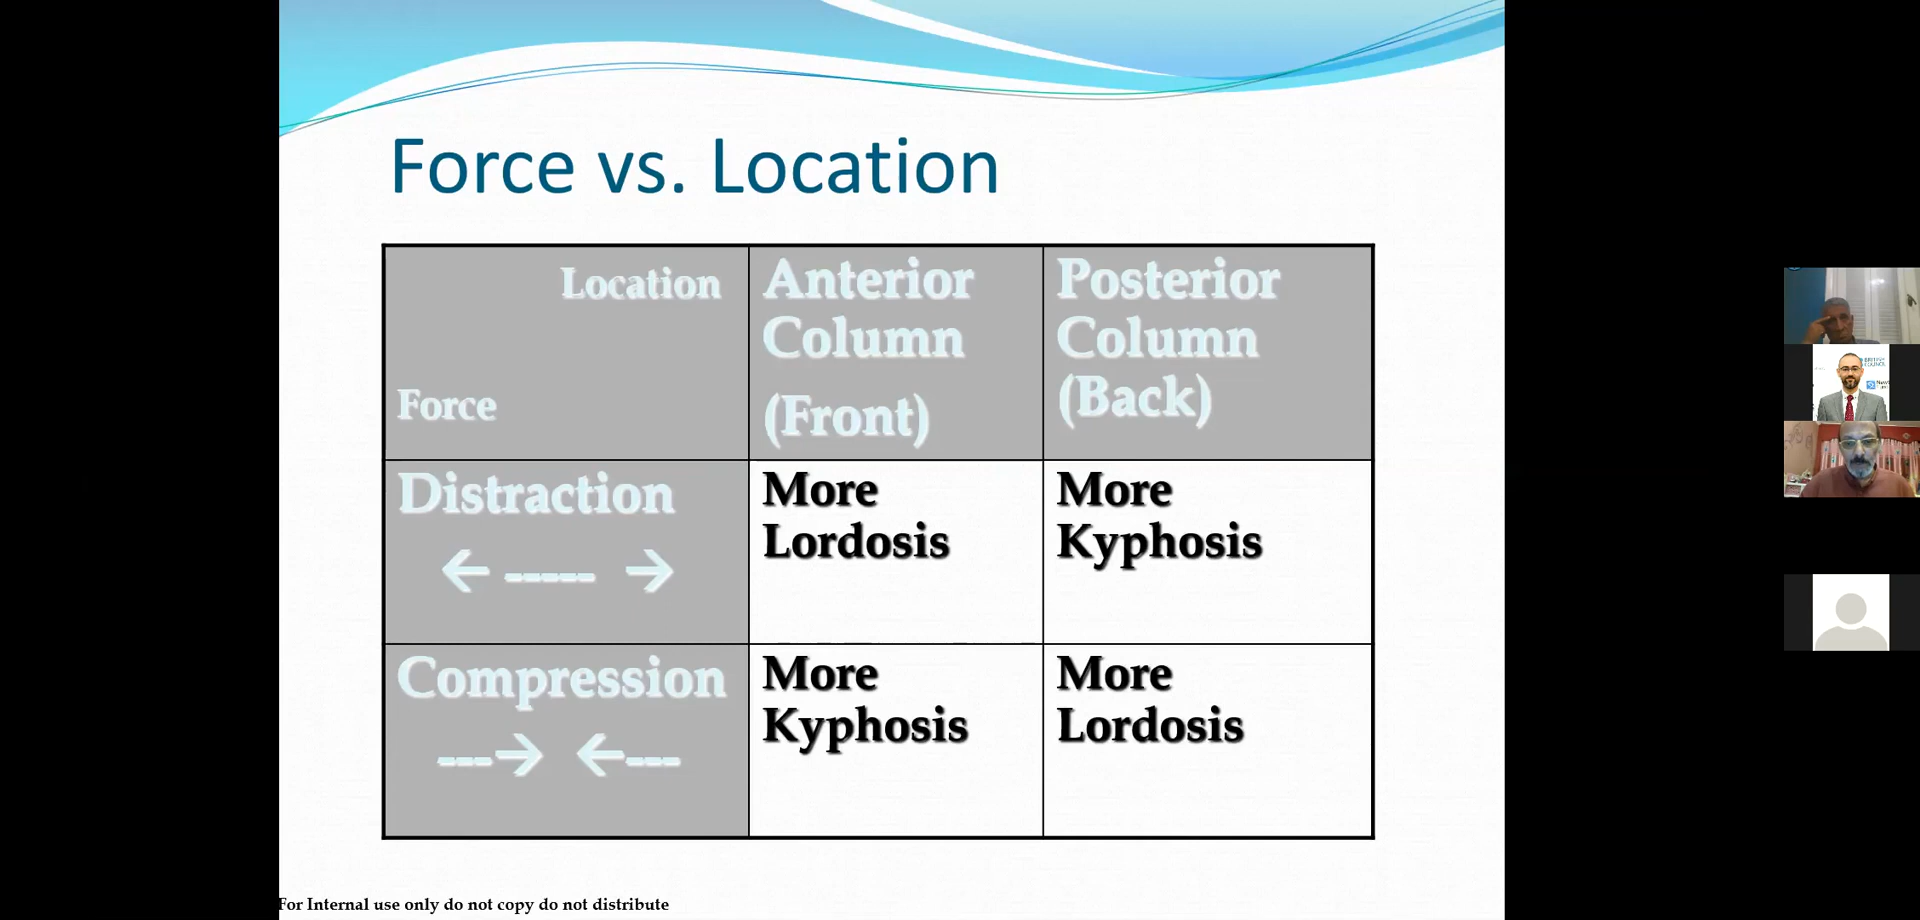 Force vs. Location
Location
Force
Anterior
Column
(Front)
Posterior
Column
(Back)
Distraction
← ----- →
More
Lordosis
More
Kyphosis
Compression
---→ ←---
More
Kyphosis
More
Lordosis
For Internal use only do not copy do not distribute